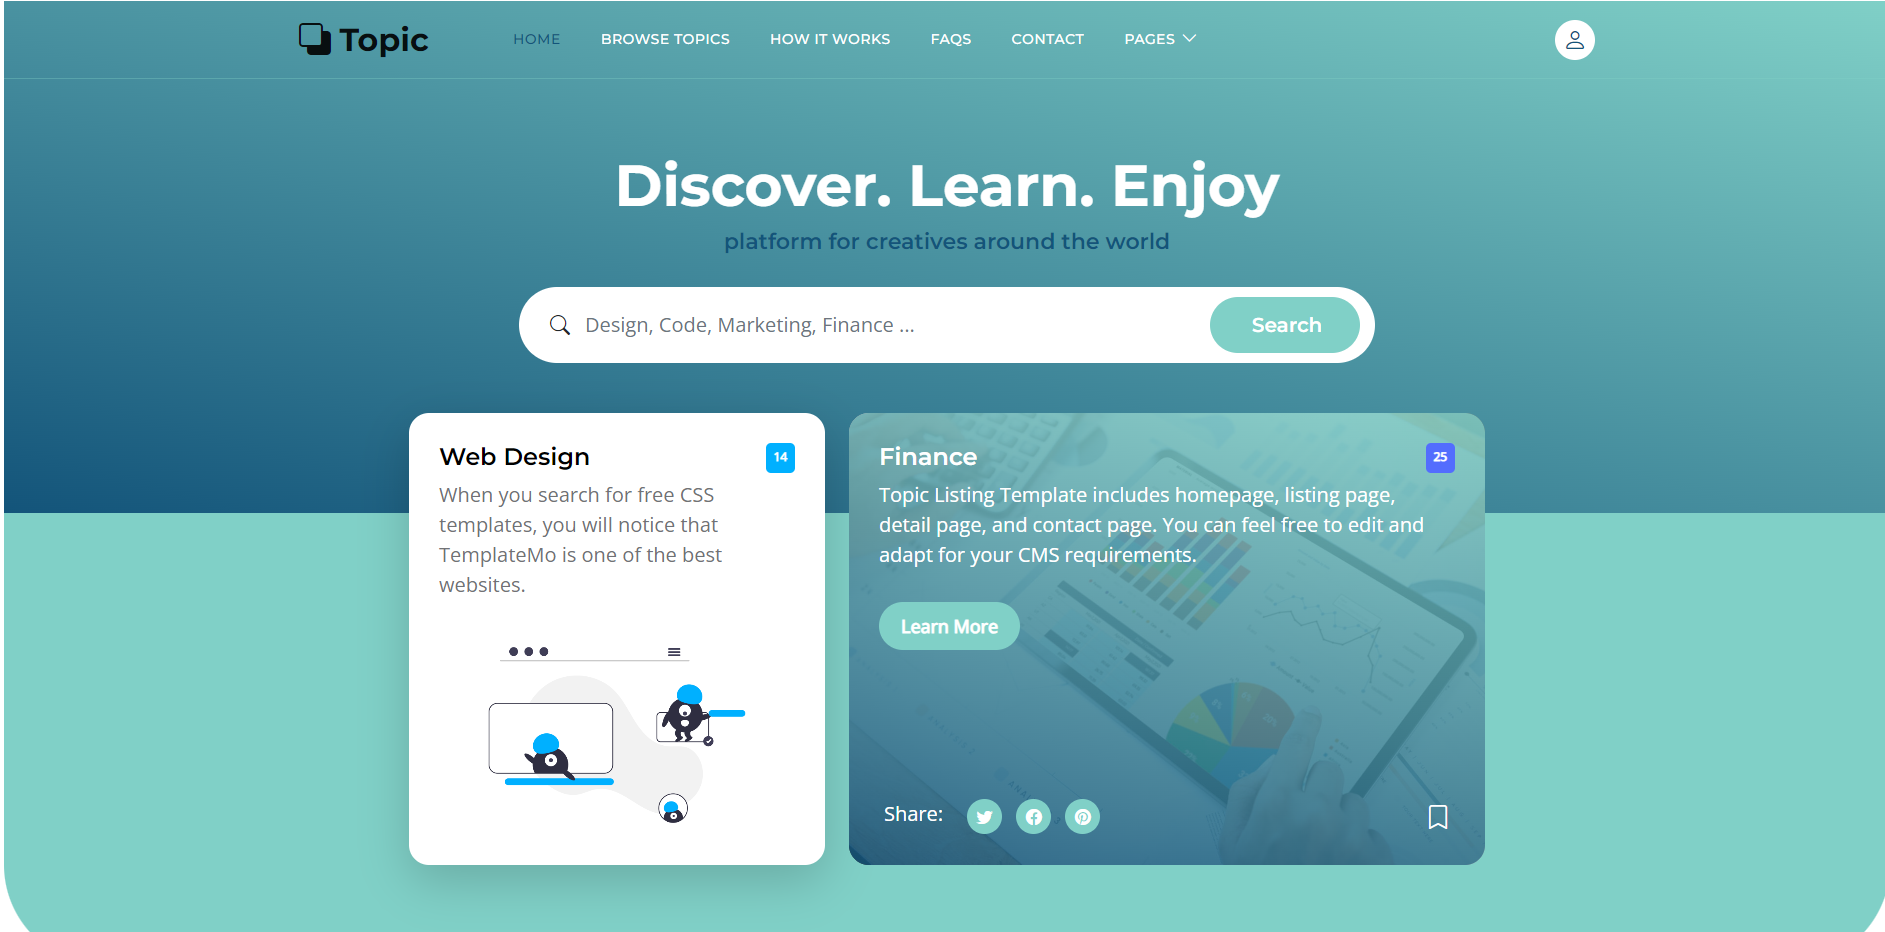 Topic
HOME
BROWSE TOPICS
HOW IT WORKS
FAQS
CONTACT
PAGES
Discover. Learn. Enjoy
platform for creatives around the world
Design, Code, Marketing, Finance ...
Search
Web Design
14
When you search for free CSS
templates, you will notice that
TemplateMo is one of the best
websites.
Finance
25
Topic Listing Template includes homepage, listing page,
detail page, and contact page. You can feel free to edit and
adapt for your CMS requirements.
Learn More
Share: